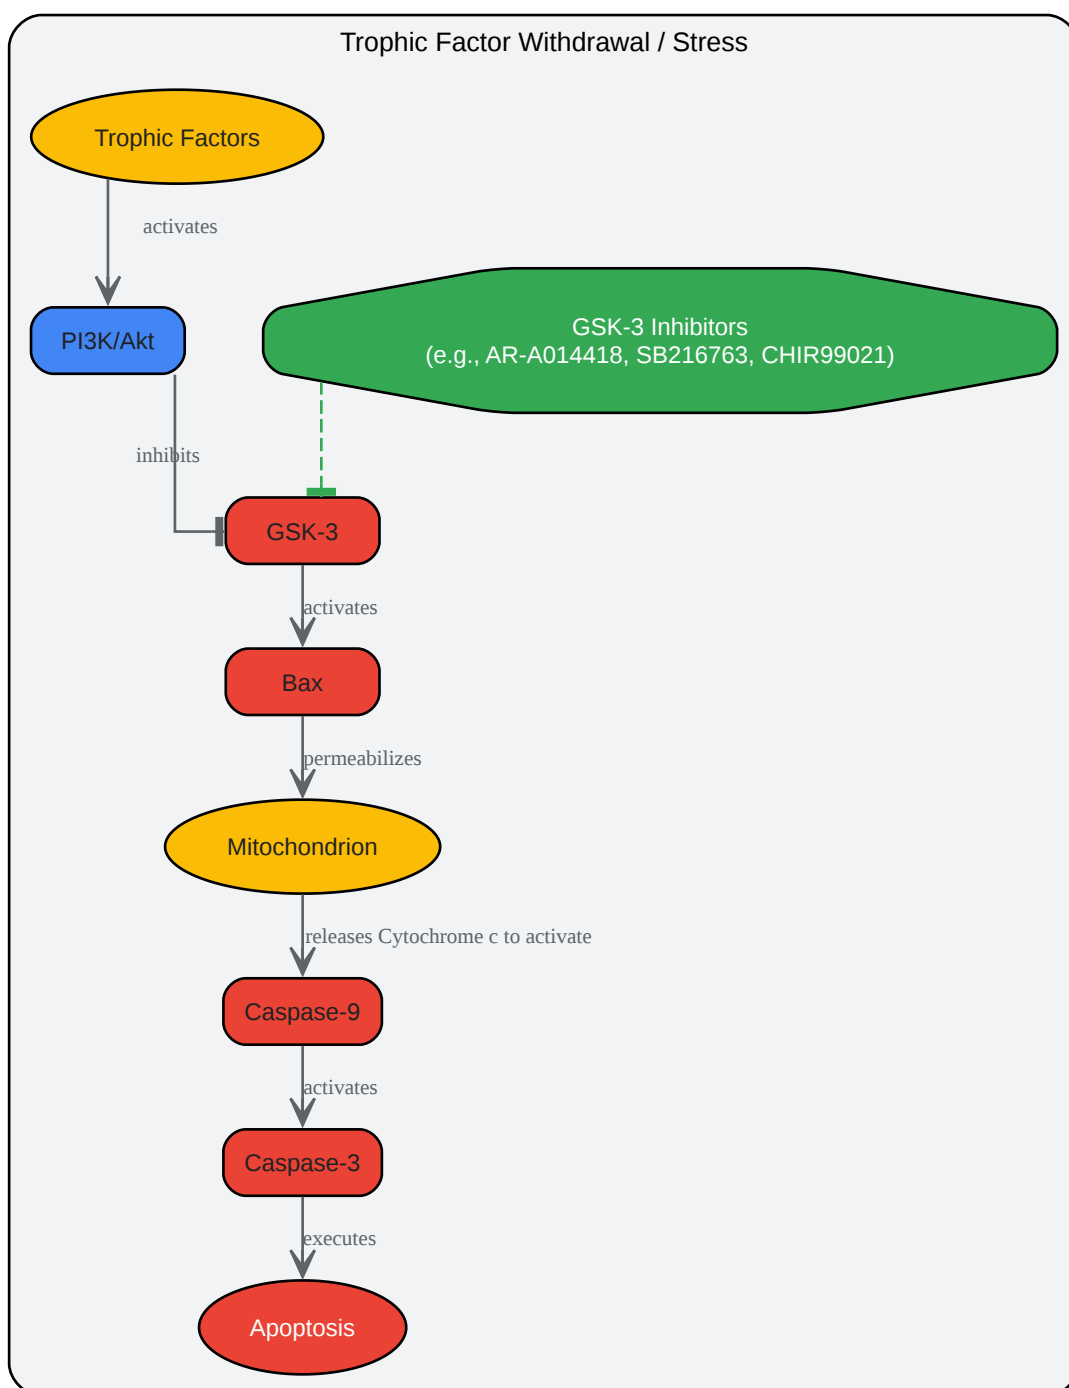 Trophic Factor Withdrawal / Stress
Trophic Factors
activates
PI3K/Akt
GSK-3 Inhibitors
(e.g., AR-A014418, SB216763, CHIR99021)
inhibits
GSK-3
activates
Bax
permeabilizes
Mitochondrion
releases Cytochrome c to activate
Caspase-9
activates
Caspase-3
executes
Apoptosis